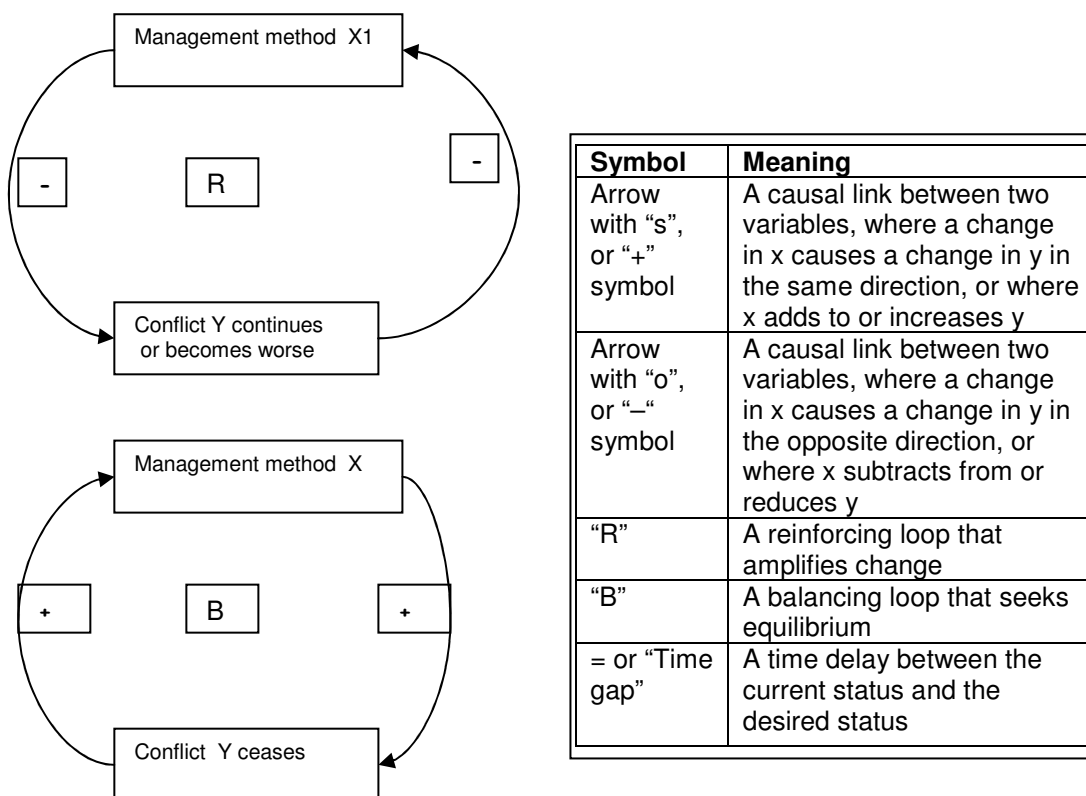 Management method X1
-
R
-
Conflict Y continues
or becomes worse
Management method X
+
B
+
Conflict Y ceases
Symbol Meaning
Arrow A causal link between two
with “s”, variables, where a change
or “+” in x causes a change in y in
symbol the same direction, or where
x adds to or increases y
Arrow A causal link between two
with “o”, variables, where a change
or “–“ in x causes a change in y in
symbol the opposite direction, or
where x subtracts from or
reduces y
“R” A reinforcing loop that
amplifies change
“B” A balancing loop that seeks
equilibrium
= or “Time A time delay between the
gap” current status and the
desired status